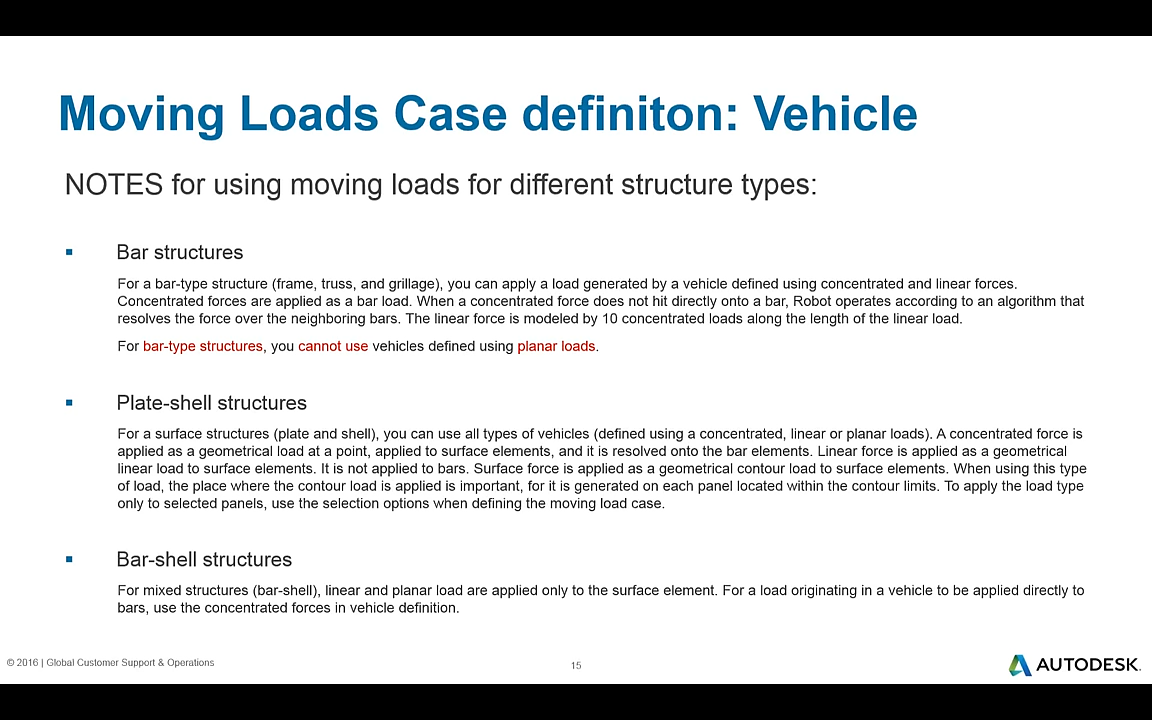 Moving Loads Case definiton: Vehicle
NOTES for using moving loads for different structure types:
▪ Bar structures
For a bar-type structure (frame, truss, and grillage), you can apply a load generated by a vehicle defined using concentrated and linear forces.
Concentrated forces are applied as a bar load. When a concentrated force does not hit directly onto a bar, Robot operates according to an algorithm that
resolves the force over the neighboring bars. The linear force is modeled by 10 concentrated loads along the length of the linear load.
For bar-type structures, you cannot use vehicles defined using planar loads.
▪ Plate-shell structures
For a surface structures (plate and shell), you can use all types of vehicles (defined using a concentrated, linear or planar loads). A concentrated force is
applied as a geometrical load at a point, applied to surface elements, and it is resolved onto the bar elements. Linear force is applied as a geometrical
linear load to surface elements. It is not applied to bars. Surface force is applied as a geometrical contour load to surface elements. When using this type
of load, the place where the contour load is applied is important, for it is generated on each panel located within the contour limits. To apply the load type
only to selected panels, use the selection options when defining the moving load case.
▪ Bar-shell structures
For mixed structures (bar-shell), linear and planar load are applied only to the surface element. For a load originating in a vehicle to be applied directly to
bars, use the concentrated forces in vehicle definition.
© 2016 | Global Customer Support & Operations
15
AUTODESK.